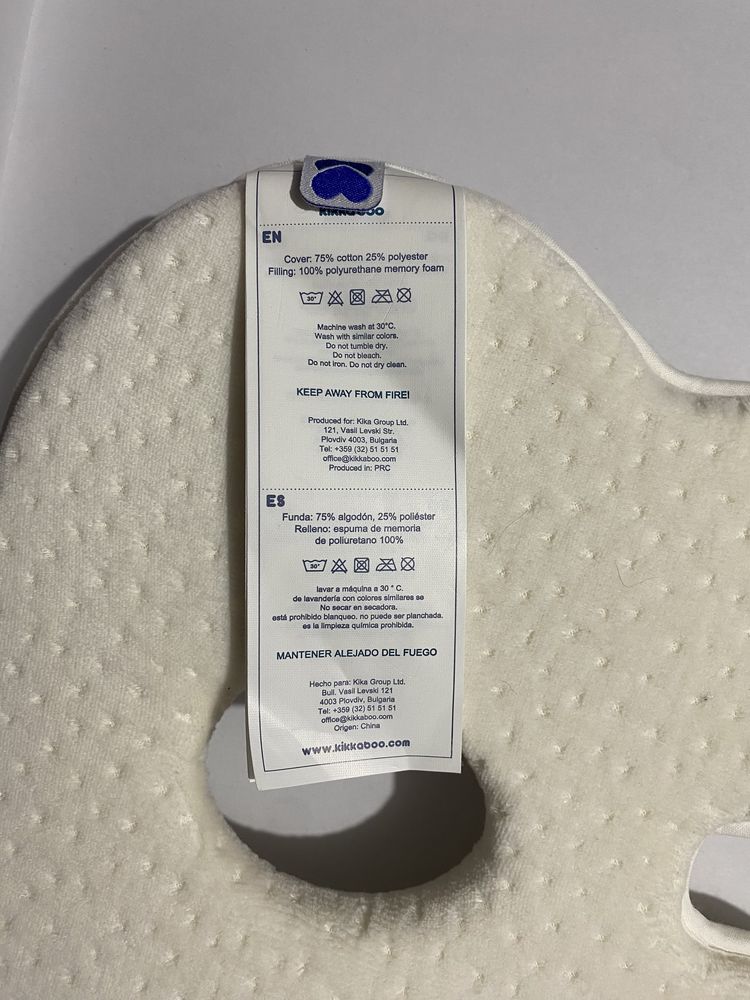 kikkaboo
EN
Cover: 75% cotton 25% polyester
Filling: 100% polyurethane memory foam
30°
Machine wash at 30°C.
Wash with similar colors.
Do not tumble dry.
Do not bleach.
Do not iron. Do not dry clean.
KEEP AWAY FROM FIRE!
Produced for: Kika Group Ltd.
121, Vasil Levski Str.
Plovdiv 4003, Bulgaria
Tel: +359 (32) 51 51 51
office@kikkaboo.com
Produced in: PRC
ES
Funda: 75% algodón, 25% poliéster
Relleno: espuma de memoria
de poliuretano 100%
30°
lavar a máquina a 30 ° C.
de lavandería con colores similares se
No secar en secadora.
está prohibido blanqueo. no puede ser planchada.
es la limpieza química prohibida.
MANTENER ALEJADO DEL FUEGO
Hecho para: Kika Group Ltd.
Bull. Vasil Levski 121
4003 Plovdiv, Bulgaria
Tel: +359 (32) 51 51 51
office@kikkaboo.com
Origen: China
www.kikkaboo.com